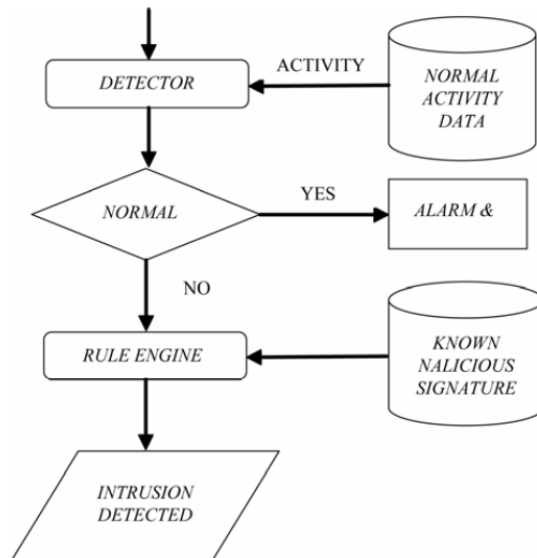 DETECTOR
ACTIVITY
NORMAL
ACTIVITY
DATA
NORMAL
YES
ALARM &
NO
RULE ENGINE
KNOWN
NALICIOUS
SIGNATURE
INTRUSION
DETECTED